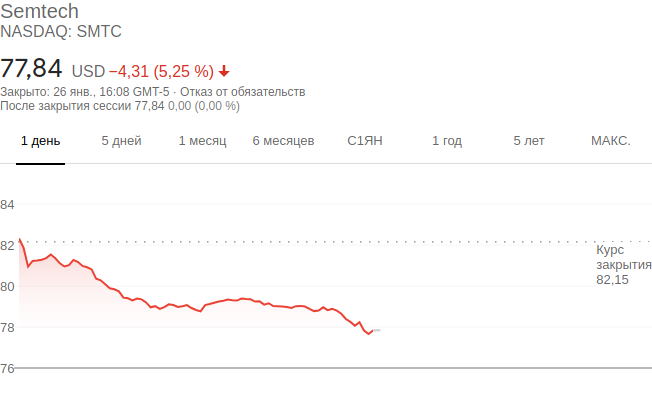 Semtech
NASDAQ: SMTC
77,84 USD −4,31 (5,25 %)
Закрыто: 26 янв., 16:08 GMT-5 · Отказ от обязательств
После закрытия сессии 77,84 0,00 (0,00 %)
1 день 5 дней 1 месяц 6 месяцев С1ЯН 1 год 5 лет МАКС.
84
82
Курс
закрытия
82,15
80
78
76